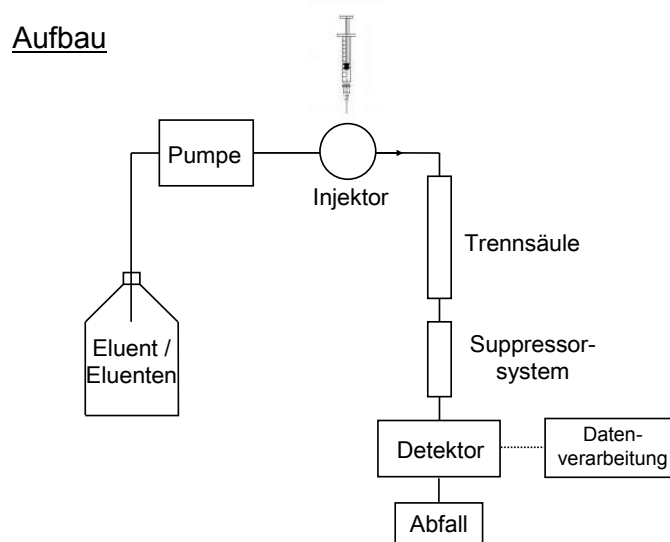 Aufbau
Pumpe
Injektor
Trennsäule
Eluent /
Eluenten
Suppressor-
system
Detektor
Daten-
verarbeitung
Abfall